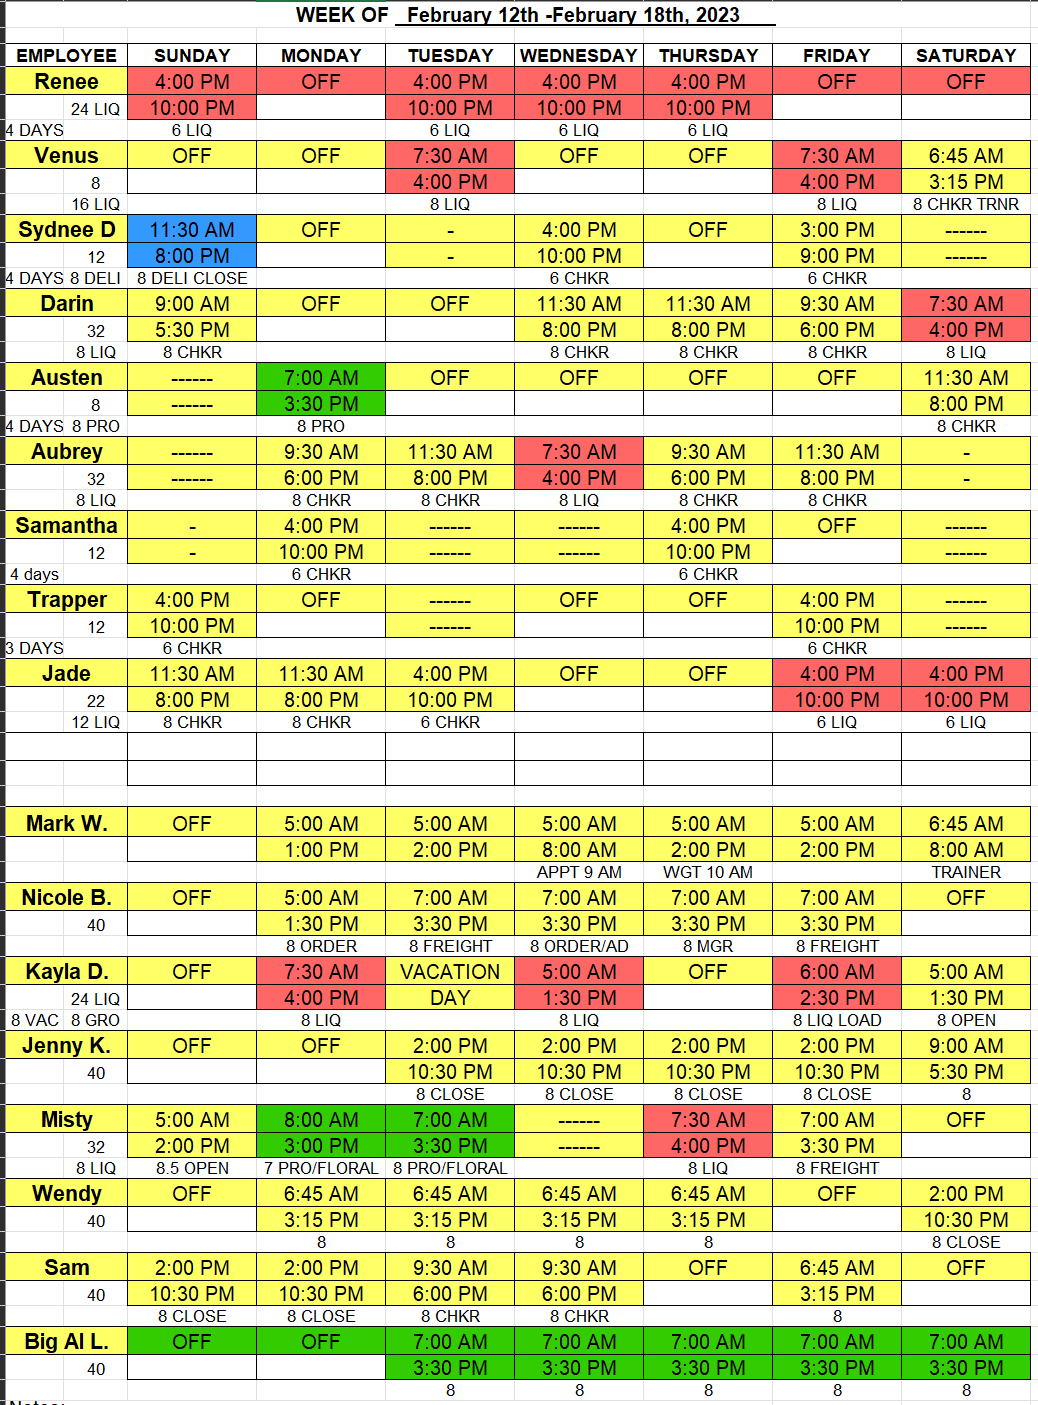 WEEK OF February 12th -February 18th, 2023
EMPLOYEE SUNDAY MONDAY TUESDAY WEDNESDAY THURSDAY FRIDAY SATURDAY
Renee 4:00 PM OFF 4:00 PM 4:00 PM 4:00 PM OFF OFF
24 LIQ 10:00 PM 10:00 PM 10:00 PM 10:00 PM
4 DAYS 6 LIQ 6 LIQ 6 LIQ 6 LIQ
Venus OFF OFF 7:30 AM OFF OFF 7:30 AM 6:45 AM
8 4:00 PM 4:00 PM 3:15 PM
16 LIQ 8 LIQ 8 LIQ 8 CHKR TRNR
Sydnee D 11:30 AM OFF - 4:00 PM OFF 3:00 PM ------
12 8:00 PM - 10:00 PM 9:00 PM ------
4 DAYS 8 DELI 8 DELI CLOSE 6 CHKR 6 CHKR
Darin 9:00 AM OFF OFF 11:30 AM 11:30 AM 9:30 AM 7:30 AM
32 5:30 PM 8:00 PM 8:00 PM 6:00 PM 4:00 PM
8 LIQ 8 CHKR 8 CHKR 8 CHKR 8 CHKR 8 LIQ
Austen ------ 7:00 AM OFF OFF OFF OFF 11:30 AM
8 ------ 3:30 PM 8:00 PM
4 DAYS 8 PRO 8 PRO 8 CHKR
Aubrey ------ 9:30 AM 11:30 AM 7:30 AM 9:30 AM 11:30 AM -
32 ------ 6:00 PM 8:00 PM 4:00 PM 6:00 PM 8:00 PM -
8 LIQ 8 CHKR 8 CHKR 8 LIQ 8 CHKR 8 CHKR
Samantha - 4:00 PM ------ ------ 4:00 PM OFF ------
12 - 10:00 PM ------ ------ 10:00 PM ------
4 days 6 CHKR 6 CHKR
Trapper 4:00 PM OFF ------ OFF OFF 4:00 PM ------
12 10:00 PM ------ 10:00 PM ------
3 DAYS 6 CHKR 6 CHKR
Jade 11:30 AM 11:30 AM 4:00 PM OFF OFF 4:00 PM 4:00 PM
22 8:00 PM 8:00 PM 10:00 PM 10:00 PM 10:00 PM
12 LIQ 8 CHKR 8 CHKR 6 CHKR 6 LIQ 6 LIQ
Mark W. OFF 5:00 AM 5:00 AM 5:00 AM 5:00 AM 5:00 AM 6:45 AM
1:00 PM 2:00 PM 8:00 AM 2:00 PM 2:00 PM 8:00 AM
APPT 9 AM WGT 10 AM TRAINER
Nicole B. OFF 5:00 AM 7:00 AM 7:00 AM 7:00 AM 7:00 AM OFF
40 1:30 PM 3:30 PM 3:30 PM 3:30 PM 3:30 PM
8 ORDER 8 FREIGHT 8 ORDER/AD 8 MGR 8 FREIGHT
Kayla D. OFF 7:30 AM VACATION 5:00 AM OFF 6:00 AM 5:00 AM
24 LIQ 4:00 PM DAY 1:30 PM 2:30 PM 1:30 PM
8 VAC 8 GRO 8 LIQ 8 LIQ 8 LIQ LOAD 8 OPEN
Jenny K. OFF OFF 2:00 PM 2:00 PM 2:00 PM 2:00 PM 9:00 AM
40 10:30 PM 10:30 PM 10:30 PM 10:30 PM 5:30 PM
8 CLOSE 8 CLOSE 8 CLOSE 8 CLOSE 8
Misty 5:00 AM 8:00 AM 7:00 AM ------ 7:30 AM 7:00 AM OFF
32 2:00 PM 3:00 PM 3:30 PM ------ 4:00 PM 3:30 PM
8 LIQ 8.5 OPEN 7 PRO/FLORAL 8 PRO/FLORAL 8 LIQ 8 FREIGHT
Wendy OFF 6:45 AM 6:45 AM 6:45 AM 6:45 AM OFF 2:00 PM
40 3:15 PM 3:15 PM 3:15 PM 3:15 PM 10:30 PM
8 8 8 8 8 CLOSE
Sam 2:00 PM 2:00 PM 9:30 AM 9:30 AM OFF 6:45 AM OFF
40 10:30 PM 10:30 PM 6:00 PM 6:00 PM 3:15 PM
8 CLOSE 8 CLOSE 8 CHKR 8 CHKR 8
Big Al L. OFF OFF 7:00 AM 7:00 AM 7:00 AM 7:00 AM 7:00 AM
40 3:30 PM 3:30 PM 3:30 PM 3:30 PM 3:30 PM
8 8 8 8 8